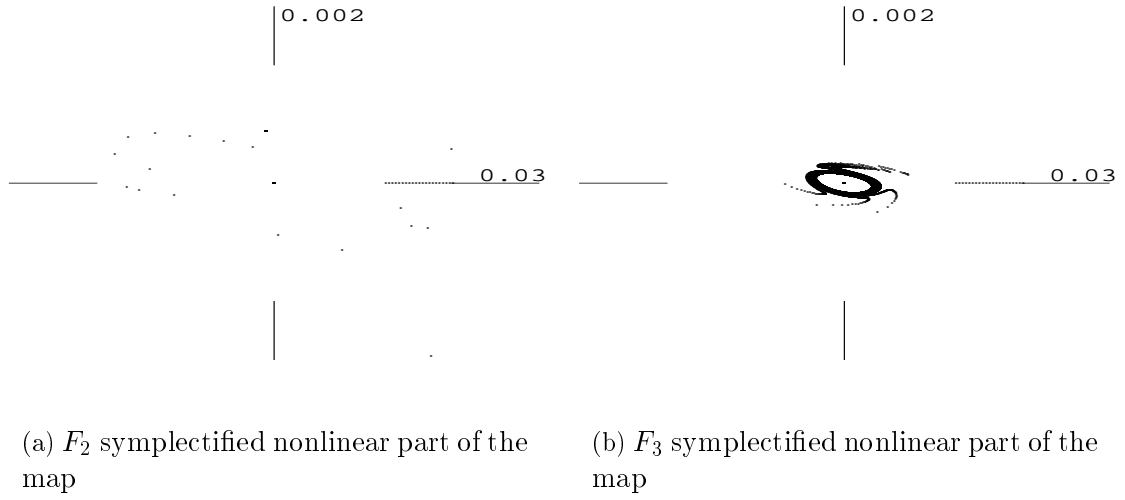 0.002
0.03
(a) F₂ symplectified nonlinear part of the
map
0.002
0.03
(b) F₃ symplectified nonlinear part of the
map